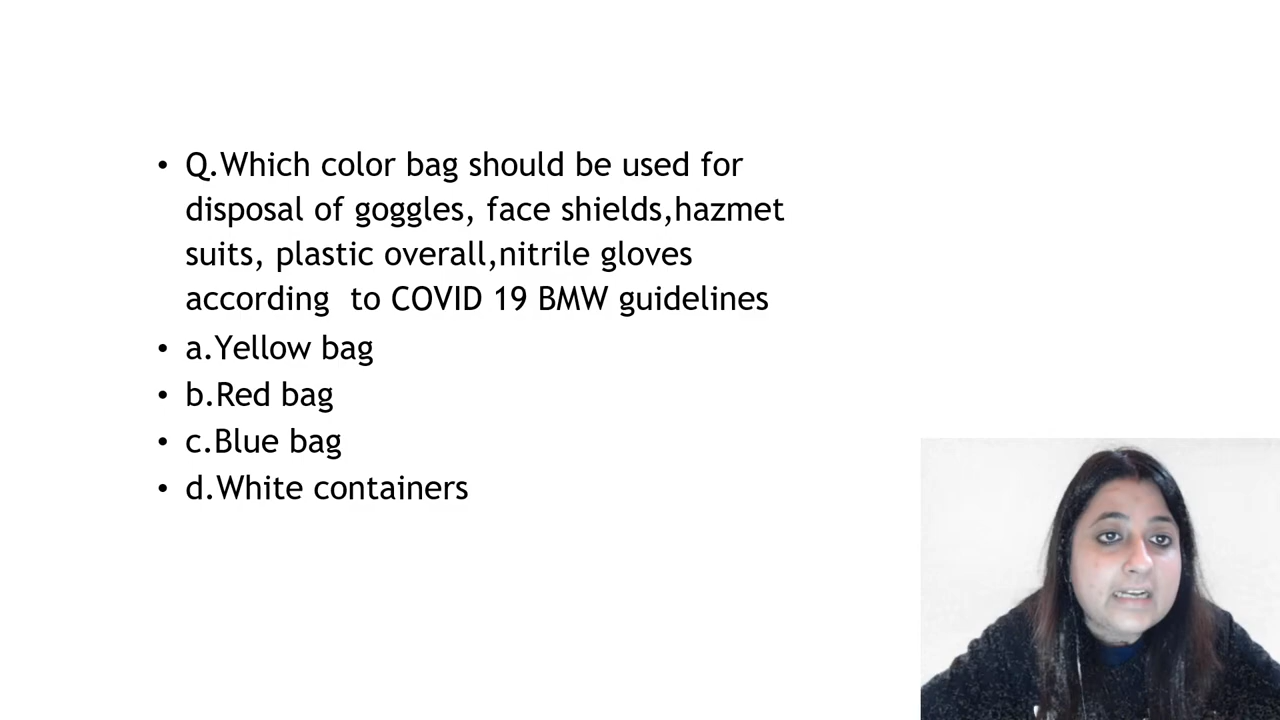 • Q.Which color bag should be used for
disposal of goggles, face shields,hazmet
suits, plastic overall,nitrile gloves
according  to COVID 19 BMW guidelines
• a.Yellow bag
• b.Red bag
• c.Blue bag
• d.White containers